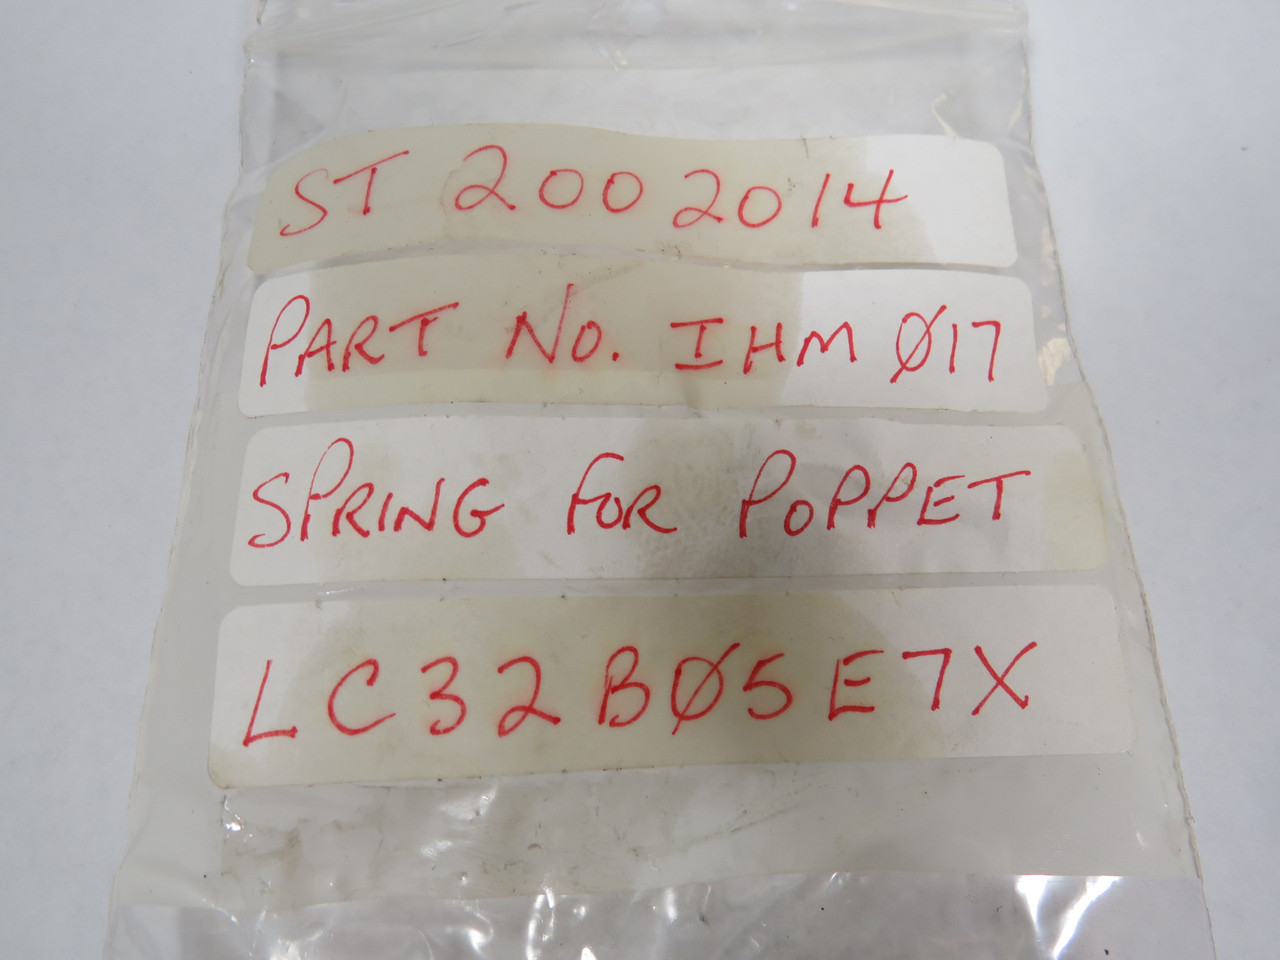 ST 2002014
PART NO. IHM Ø17
SPRING FOR POPPET
LC32BØ5E7X